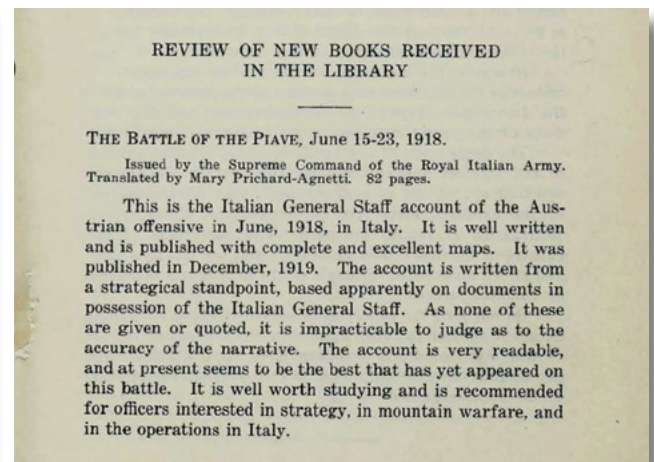 REVIEW OF NEW BOOKS RECEIVED
IN THE LIBRARY
THE BATTLE OF THE PIAVE, June 15-23, 1918.
Issued by the Supreme Command of the Royal Italian Army.
Translated by Mary Prichard-Agnetti. 82 pages.
This is the Italian General Staff account of the Aus-
trian offensive in June, 1918, in Italy. It is well written
and is published with complete and excellent maps. It was
published in December, 1919. The account is written from
a strategical standpoint, based apparently on documents in
possession of the Italian General Staff. As none of these
are given or quoted, it is impracticable to judge as to the
accuracy of the narrative. The account is very readable,
and at present seems to be the best that has yet appeared on
this battle. It is well worth studying and is recommended
for officers interested in strategy, in mountain warfare, and
in the operations in Italy.